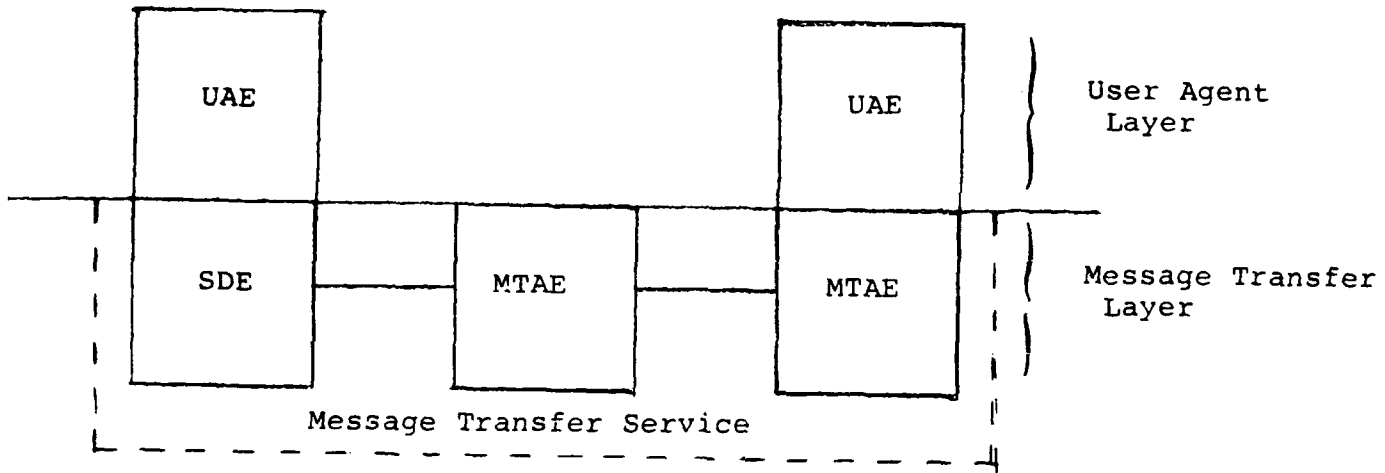 UAE
UAE
User Agent
Layer
SDE
MTAE
MTAE
Message Transfer
Layer
Message Transfer Service